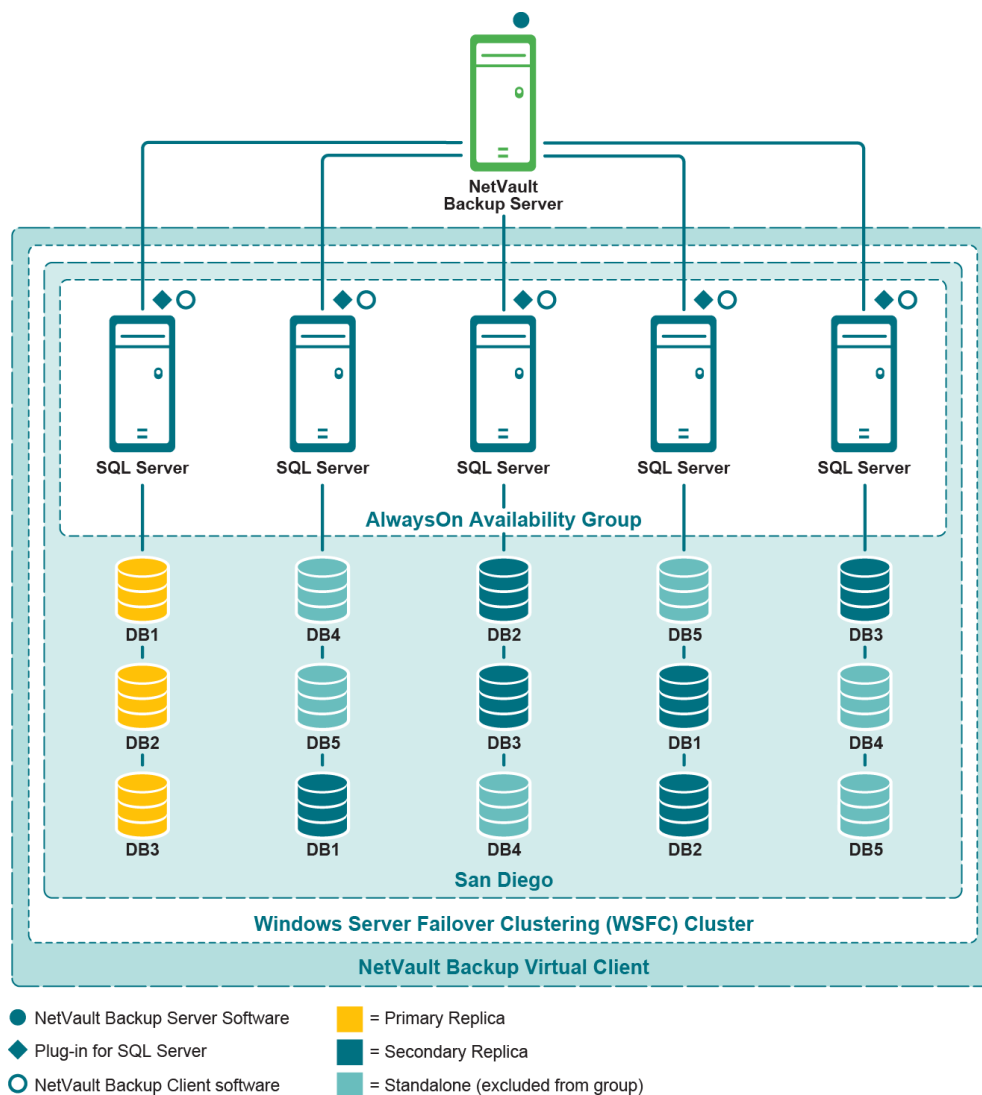 NetVault
Backup Server
SQL Server
SQL Server
SQL Server
SQL Server
SQL Server
AlwaysOn Availability Group
DB1
DB4
DB2
DB5
DB3
DB2
DB5
DB3
DB1
DB4
DB3
DB1
DB4
DB2
DB5
San Diego
Windows Server Failover Clustering (WSFC) Cluster
NetVault Backup Virtual Client
NetVault Backup Server Software
= Primary Replica
Plug-in for SQL Server
= Secondary Replica
NetVault Backup Client software
= Standalone (excluded from group)